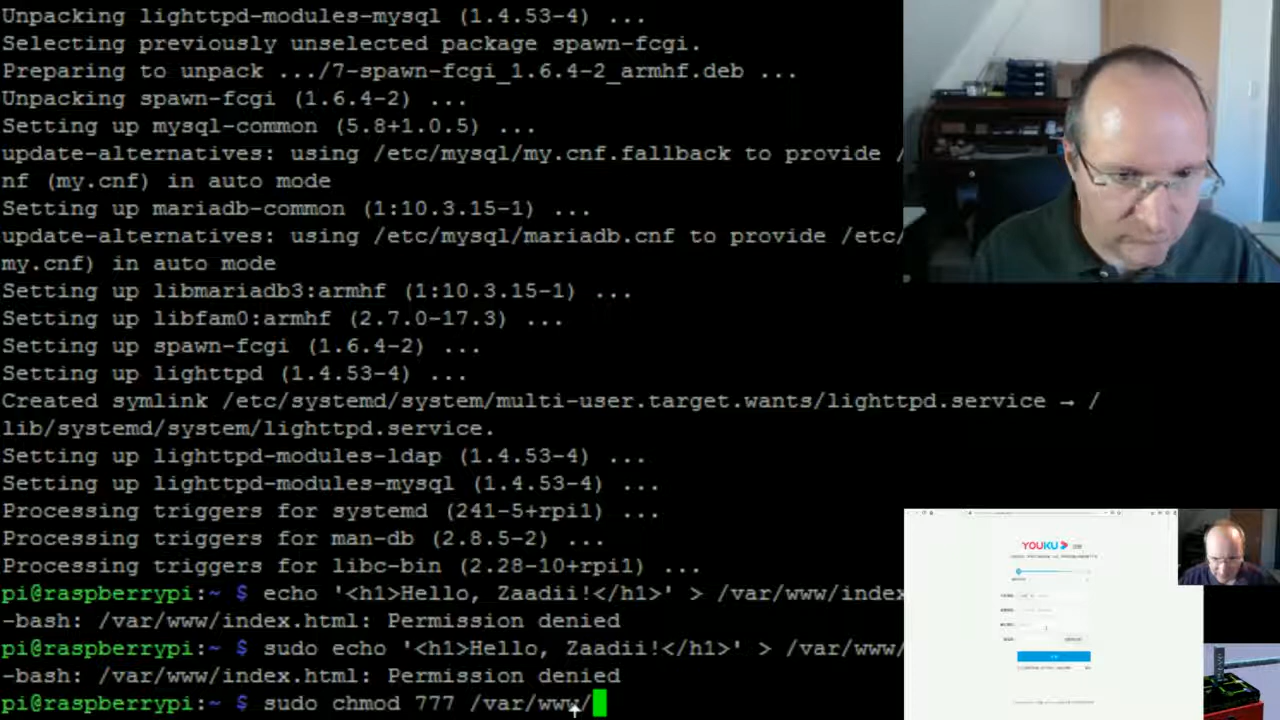 Unpacking lighttpd-modules-mysql (1.4.53-4) ...
Selecting previously unselected package spawn-fcgi.
Preparing to unpack .../7-spawn-fcgi_1.6.4-2_armhf.deb ...
Unpacking spawn-fcgi (1.6.4-2) ...
Setting up mysql-common (5.8+1.0.5) ...
update-alternatives: using /etc/mysql/my.cnf.fallback to provide /
nf (my.cnf) in auto mode
Setting up mariadb-common (1:10.3.15-1) ...
update-alternatives: using /etc/mysql/mariadb.cnf to provide /etc/
my.cnf) in auto mode
Setting up libmariadb3:armhf (1:10.3.15-1) ...
Setting up libfam0:armhf (2.7.0-17.3) ...
Setting up spawn-fcgi (1.6.4-2) ...
Setting up lighttpd (1.4.53-4) ...
Created symlink /etc/systemd/system/multi-user.target.wants/lighttpd.service → /
lib/systemd/system/lighttpd.service.
Setting up lighttpd-modules-ldap (1.4.53-4) ...
Setting up lighttpd-modules-mysql (1.4.53-4) ...
Processing triggers for systemd (241-5+rpi1) ...
Processing triggers for man-db (2.8.5-2) ...
Processing triggers for libc-bin (2.28-10+rpi1) ...
pi@raspberrypi:~ $ echo '<h1>Hello, Zaadii!</h1>' > /var/www/index
-bash: /var/www/index.html: Permission denied
pi@raspberrypi:~ $ sudo echo '<h1>Hello, Zaadii!</h1>' > /var/www/
-bash: /var/www/index.html: Permission denied
pi@raspberrypi:~ $ sudo chmod 777 /var/www/
YOUKU